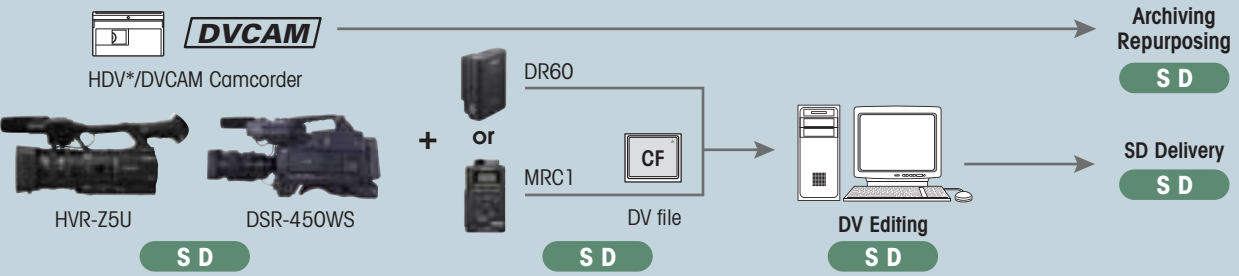 DVCAM
HDV*/DVCAM Camcorder
HVR-Z5U
DSR-450WS
S D
+
or
DR60
MRC1
CF
DV file
S D
DV Editing
S D
Archiving
Repurposing
S D
SD Delivery
S D